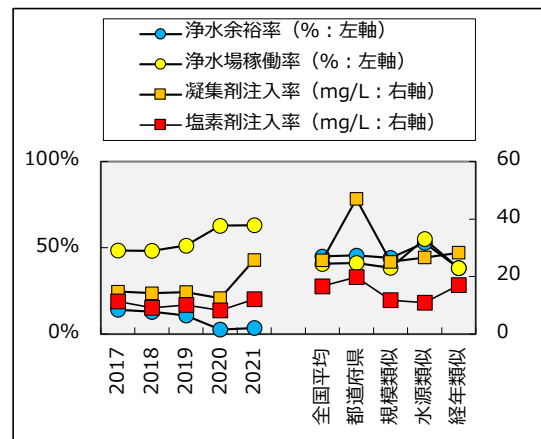 浄水余裕率（%：左軸）
浄水場稼働率（%：左軸）
凝集剤注入率（mg/L：右軸）
塩素剤注入率（mg/L：右軸）
100%
50%
0%
60
40
20
0
2017
2018
2019
2020
2021
全国平均
都道府県
規模類似
水源類似
経年類似